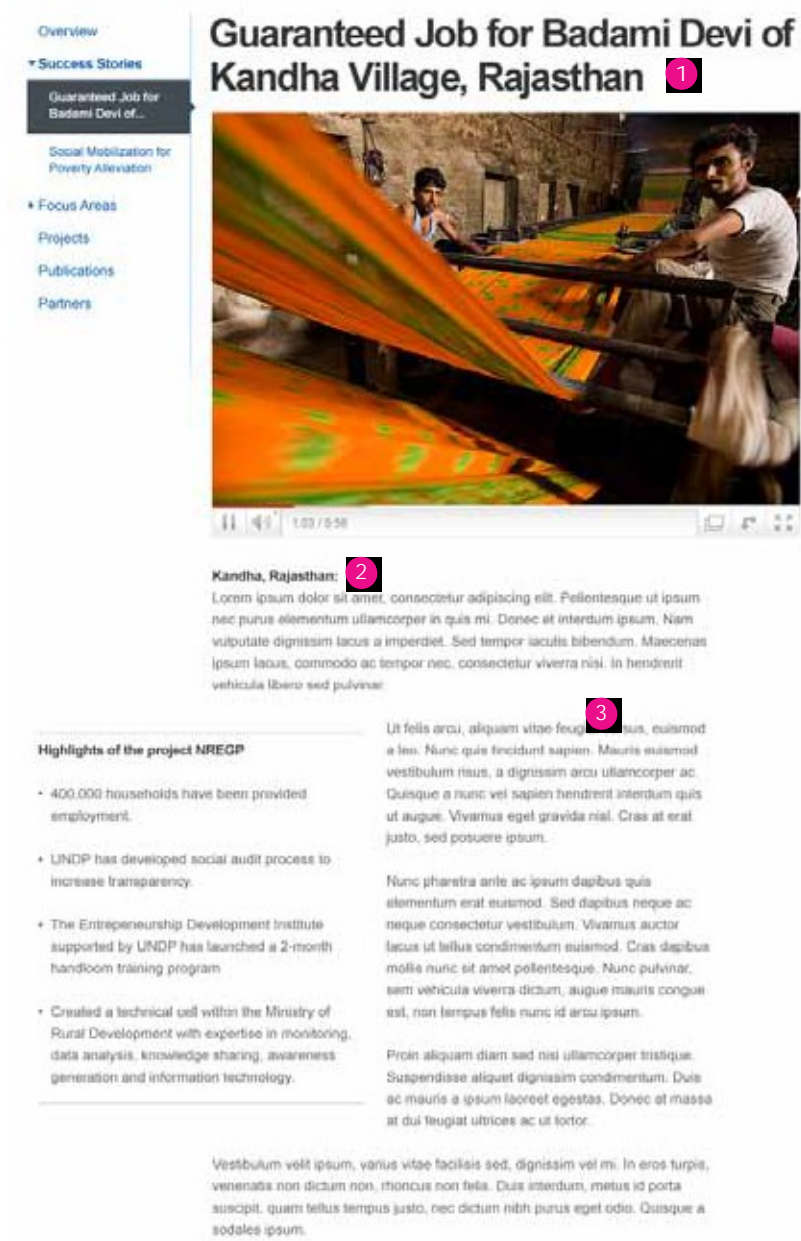 Overview
Success Stories
Guaranteed Job for
Badami Devi of...
Social Mobilization for
Poverty Alleviation
Focus Areas
Projects
Publications
Partners
Guaranteed Job for Badami Devi of
Kandha Village, Rajasthan 1
1:03 / 8:58
Kandha, Rajasthan: 2
Lorem ipsum dolor sit amet, consectetur adipiscing elit. Pellentesque ut ipsum
nec purus elementum ullamcorper in quis mi. Donec et interdum ipsum. Nam
vulputate dignissim lacus a imperdiet. Sed tempor iaculis bibendum. Maecenas
ipsum lacus, commodo ac tempor nec, consectetur viverra nisi. In hendrerit
vehicula libero sed pulvinar.
Highlights of the project NREGP
• 400,000 households have been provided
employment.
• UNDP has developed social audit process to
increase transparency.
• The Entrepeneurship Development Institute
supported by UNDP has launched a 2-month
handloom training program
• Created a technical cell within the Ministry of
Rural Development with expertise in monitoring,
data analysis, knowledge sharing, awareness
generation and information technology.
3
Ut felis arcu, aliquam vitae euismod
a leo. Nunc quis tincidunt sapien. Mauris euismod
vestibulum risus, a dignissim arcu ullamcorper ac.
Quisque a nunc vel sapien hendrerit interdum quis
ut augue. Vivamus eget gravida nisl. Cras at erat
justo, sed posuere ipsum.
Nunc pharetra ante ac ipsum dapibus quis
elementum erat euismod. Sed dapibus neque ac
neque consectetur vestibulum. Vivamus auctor
lacus ut tellus condimentum euismod. Cras dapibus
mollis nunc sit amet pellentesque. Nunc pulvinar,
sem vehicula viverra dictum, augue mauris congue
est, non tempus felis nunc id arcu ipsum.
Proin aliquam diam sed nisi ullamcorper tristique.
Suspendisse aliquet dignissim condimentum. Duis
ac mauris a ipsum laoreet egestas. Donec at massa
at dui feugiat ultrices ac ut tortor.
Vestibulum velit ipsum, varius vitae facilisis sed, dignissim vel mi. In eros turpis,
venenatis non dictum non, rhoncus non felis. Duis interdum, metus id porta
suscipit, quam tellus tempus justo, nec dictum nibh purus eget odio. Quisque a
sodales ipsum.